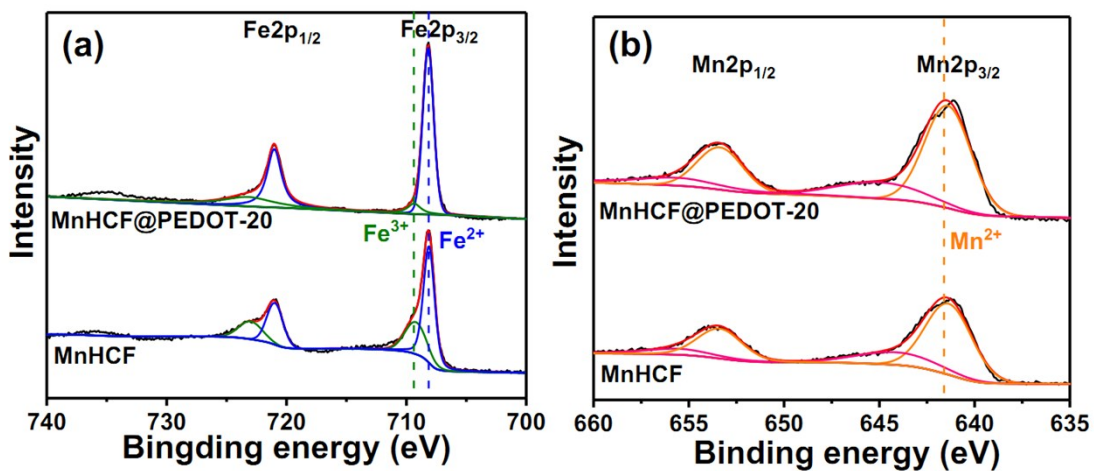 (a)
Fe2p1/2
Fe2p3/2
MnHCF@PEDOT-20
Fe3+
Fe2+
MnHCF
Intensity
740 730 720 710 700
Bingding energy (eV)
(b)
Mn2p1/2
Mn2p3/2
MnHCF@PEDOT-20
Mn2+
MnHCF
Intensity
660 655 650 645 640 635
Binding energy (eV)